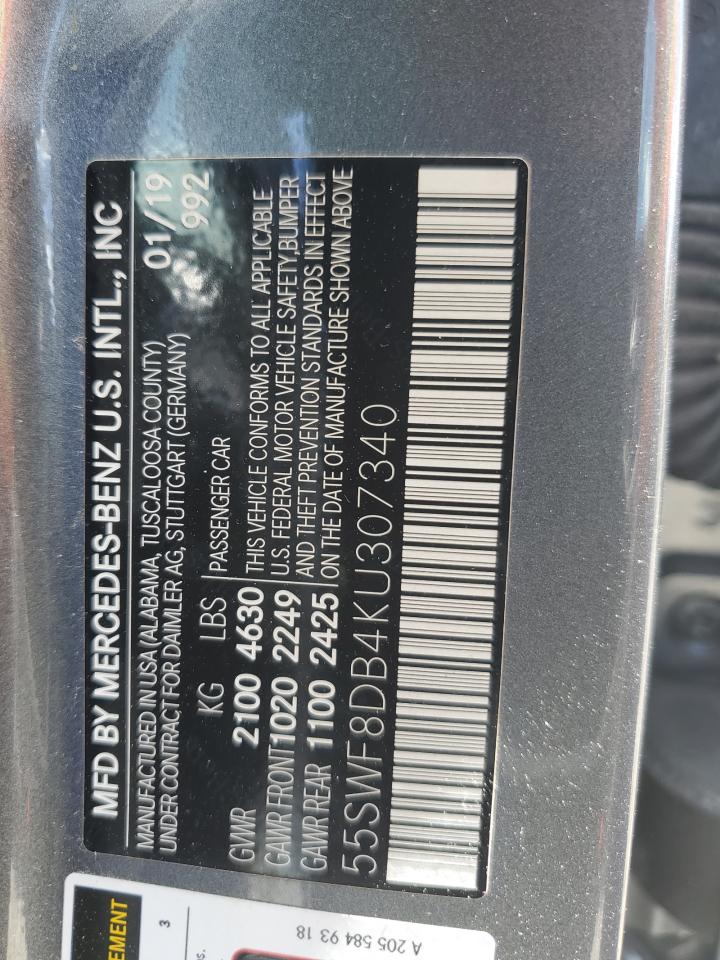 MFD BY MERCEDES-BENZ U.S. INTL., INC
MANUFACTURED IN USA (ALABAMA, TUSCALOOSA COUNTY) 01/19
UNDER CONTRACT FOR DAIMLER AG, STUTTGART (GERMANY) 992
KG LBS PASSENGER CAR
GVWR 2100 4630 THIS VEHICLE CONFORMS TO ALL APPLICABLE
GAWR FRONT 1020 2249 U.S. FEDERAL MOTOR VEHICLE SAFETY,BUMPER
GAWR REAR 1100 2425 AND THEFT PREVENTION STANDARDS IN EFFECT
ON THE DATE OF MANUFACTURE SHOWN ABOVE
55SWF8DB4KU307340
EMENT
3
ns.
A 205 584 93 18